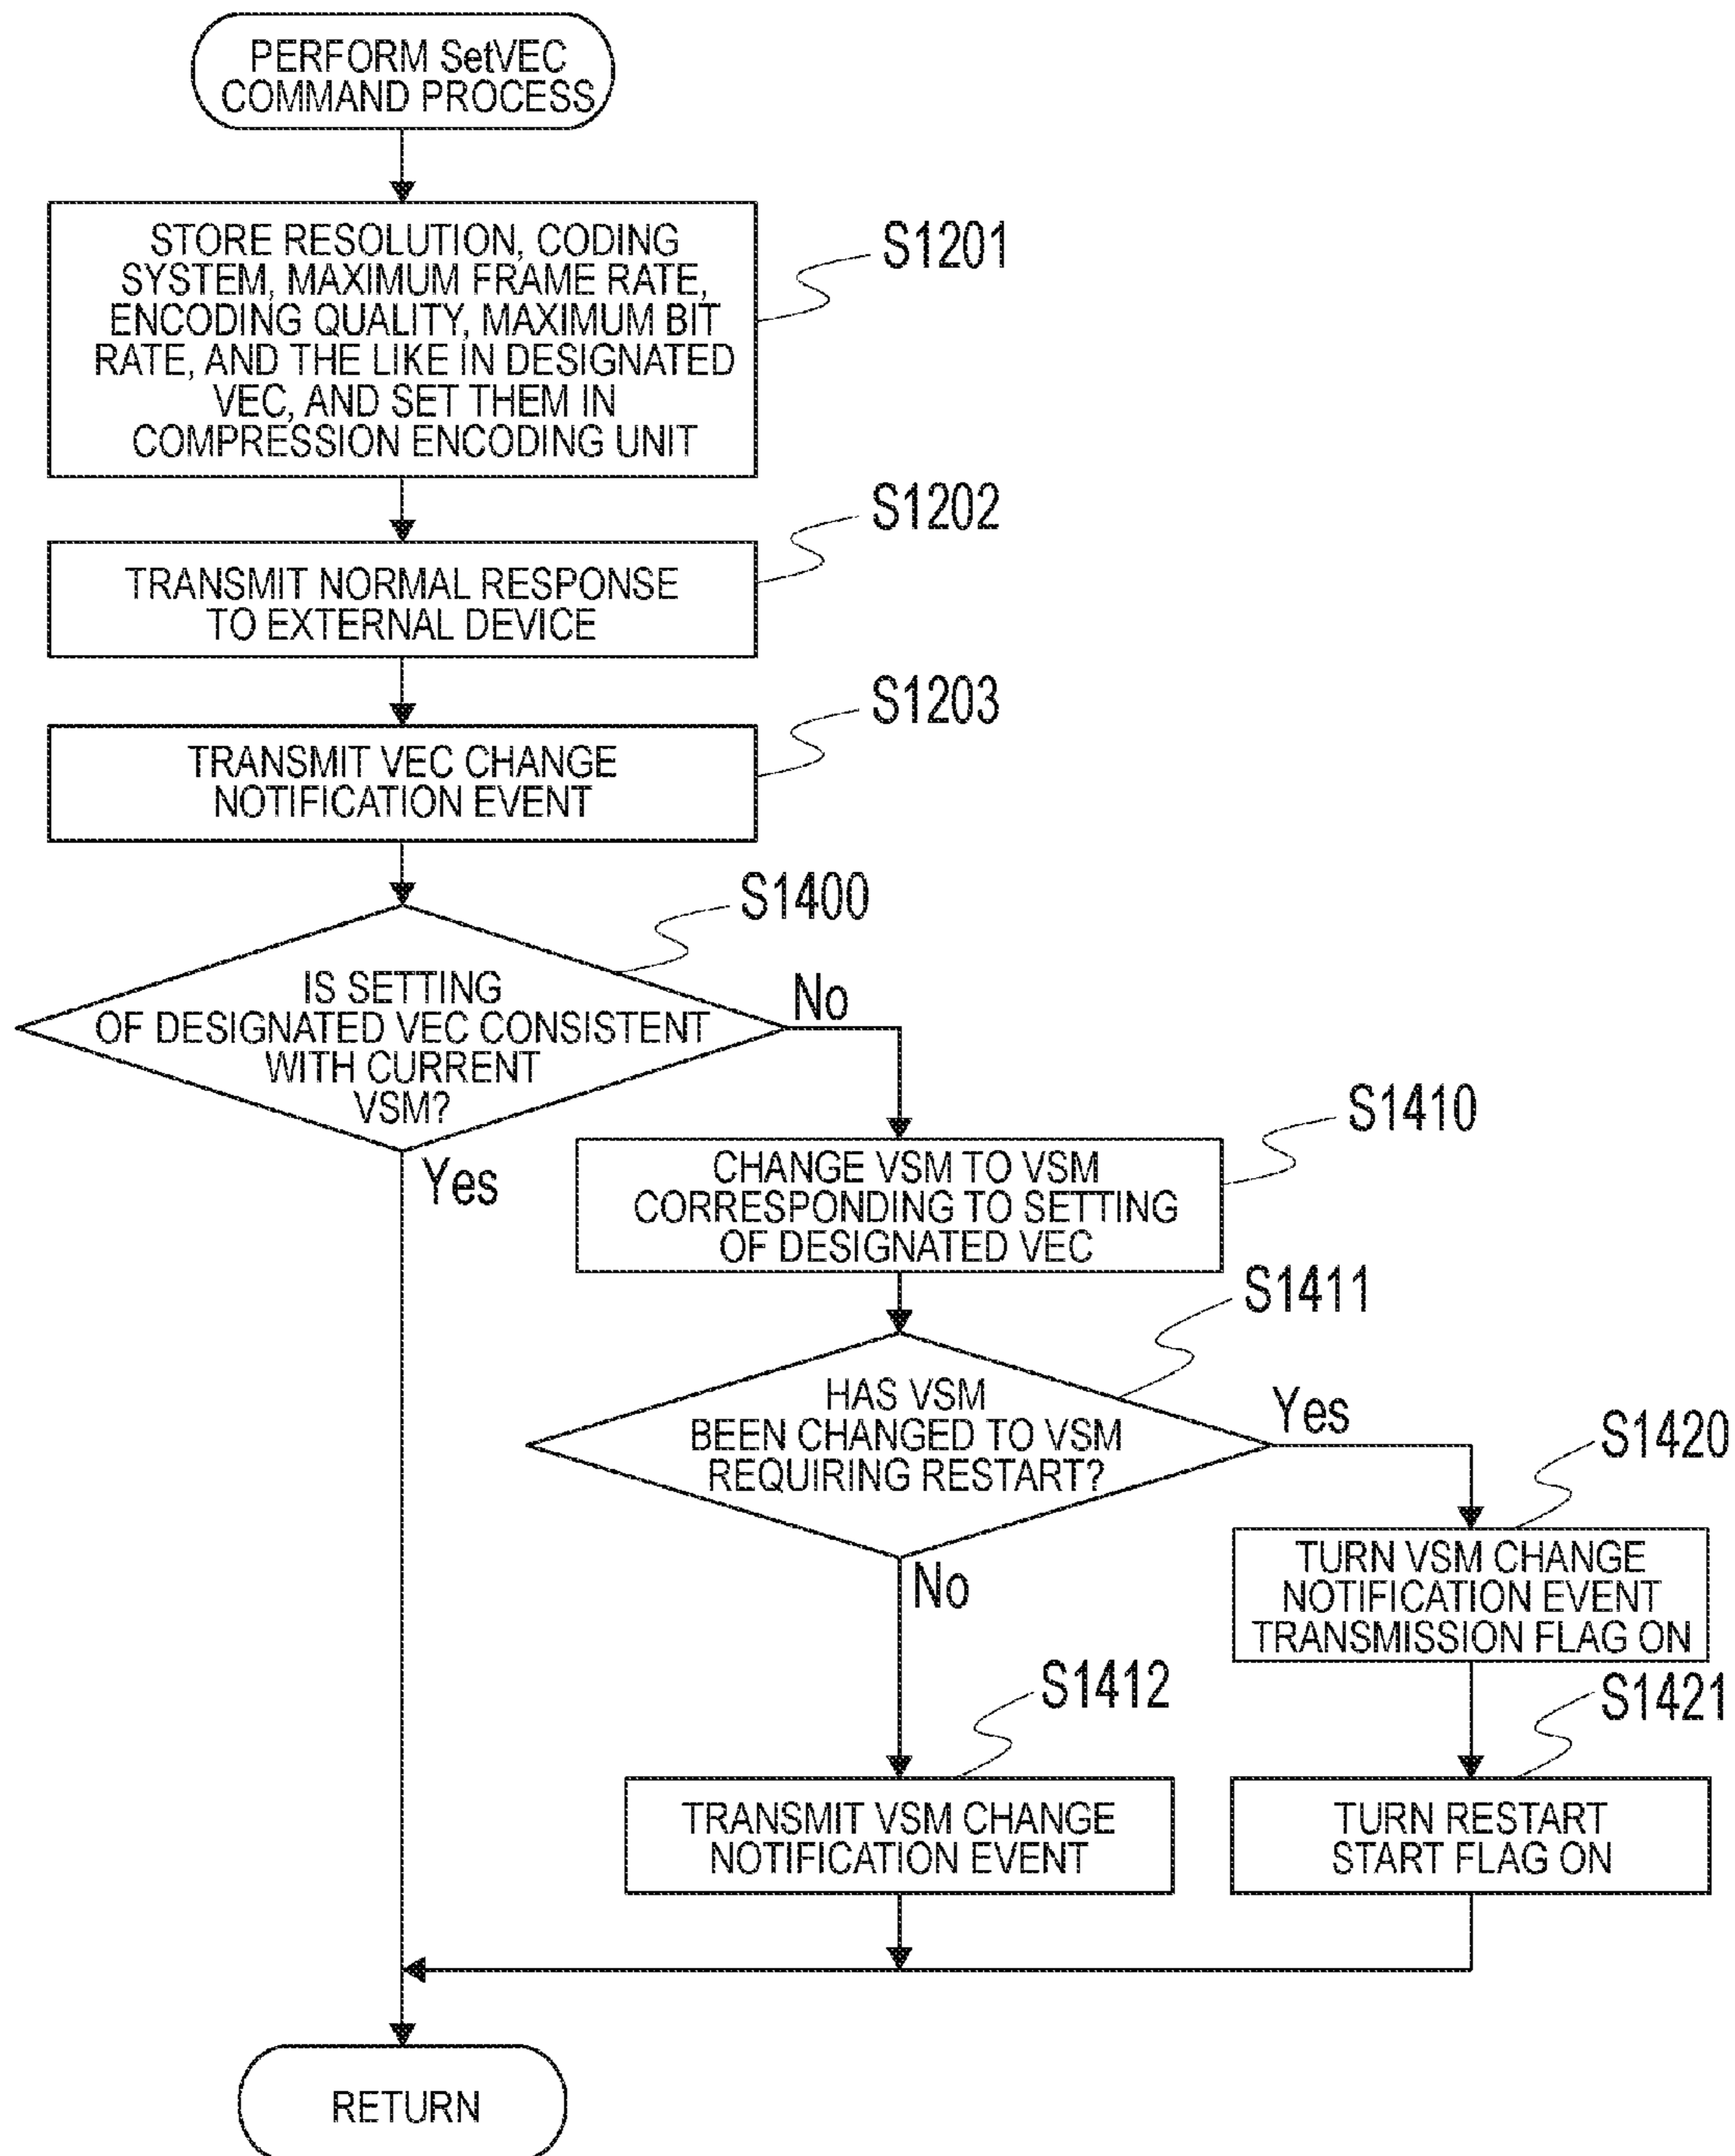 PERFORM SetVEC
COMMAND PROCESS
STORE RESOLUTION, CODING
SYSTEM, MAXIMUM FRAME RATE,
ENCODING QUALITY, MAXIMUM BIT
RATE, AND THE LIKE IN DESIGNATED
VEC, AND SET THEM IN
COMPRESSION ENCODING UNIT
S1201
S1202
TRANSMIT NORMAL RESPONSE
TO EXTERNAL DEVICE
S1203
TRANSMIT VEC CHANGE
NOTIFICATION EVENT
S1400
IS SETTING
OF DESIGNATED VEC CONSISTENT
WITH CURRENT
VSM?
No
Yes
S1410
CHANGE VSM TO VSM
CORRESPONDING TO SETTING
OF DESIGNATED VEC
S1411
HAS VSM
BEEN CHANGED TO VSM
REQUIRING RESTART?
Yes
No
S1420
TURN VSM CHANGE
NOTIFICATION EVENT
TRANSMISSION FLAG ON
S1412
TRANSMIT VSM CHANGE
NOTIFICATION EVENT
S1421
TURN RESTART
START FLAG ON
RETURN